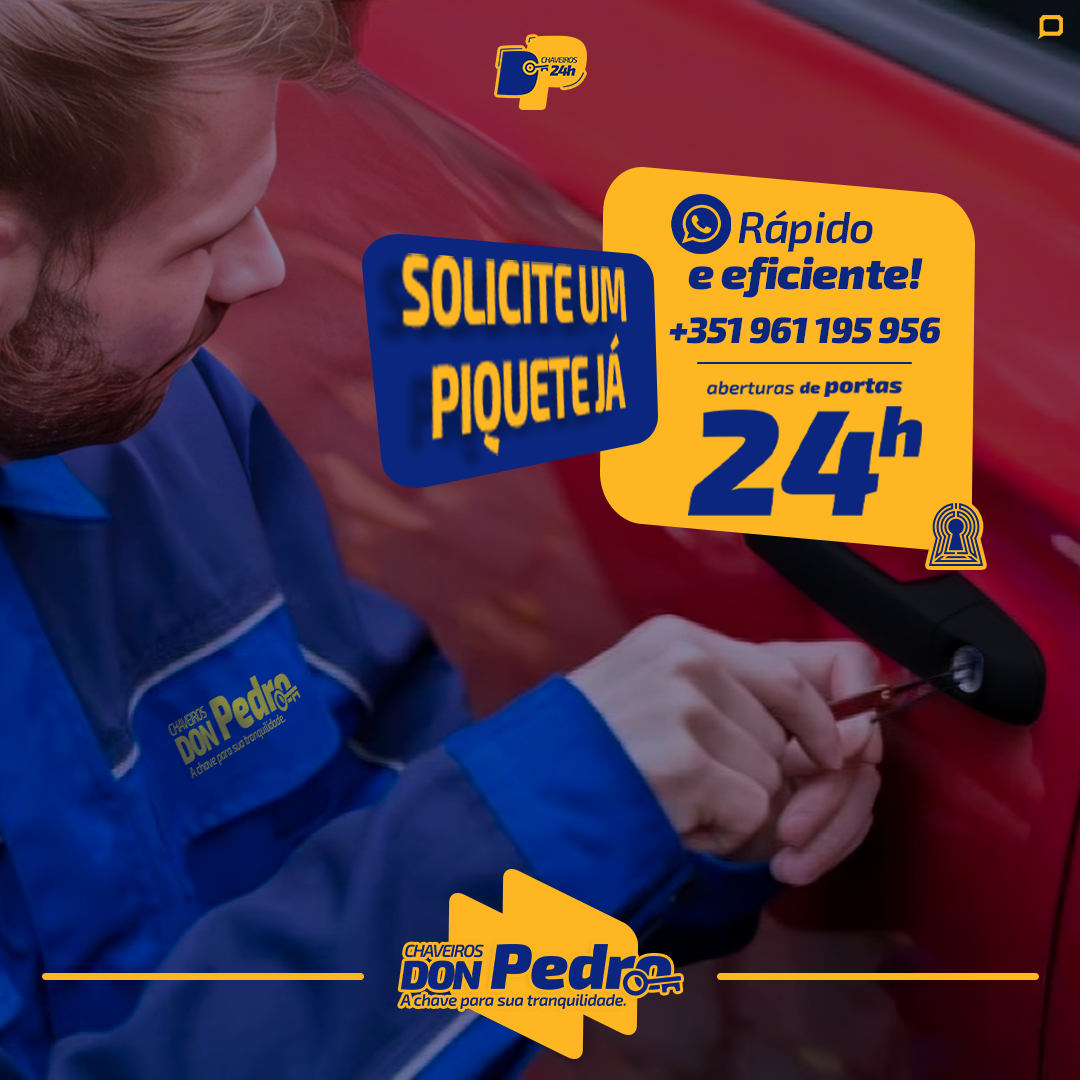 CHAVEIROS
24h
Rápido
e eficiente!
SOLICITE UM
PIQUETE JÁ
+351 961 195 956
aberturas de portas
24h
CHAVEIROS
DON Pedro
A chave para sua tranquilidade.
CHAVEIROS
DON Pedro
A chave para sua tranquilidade.